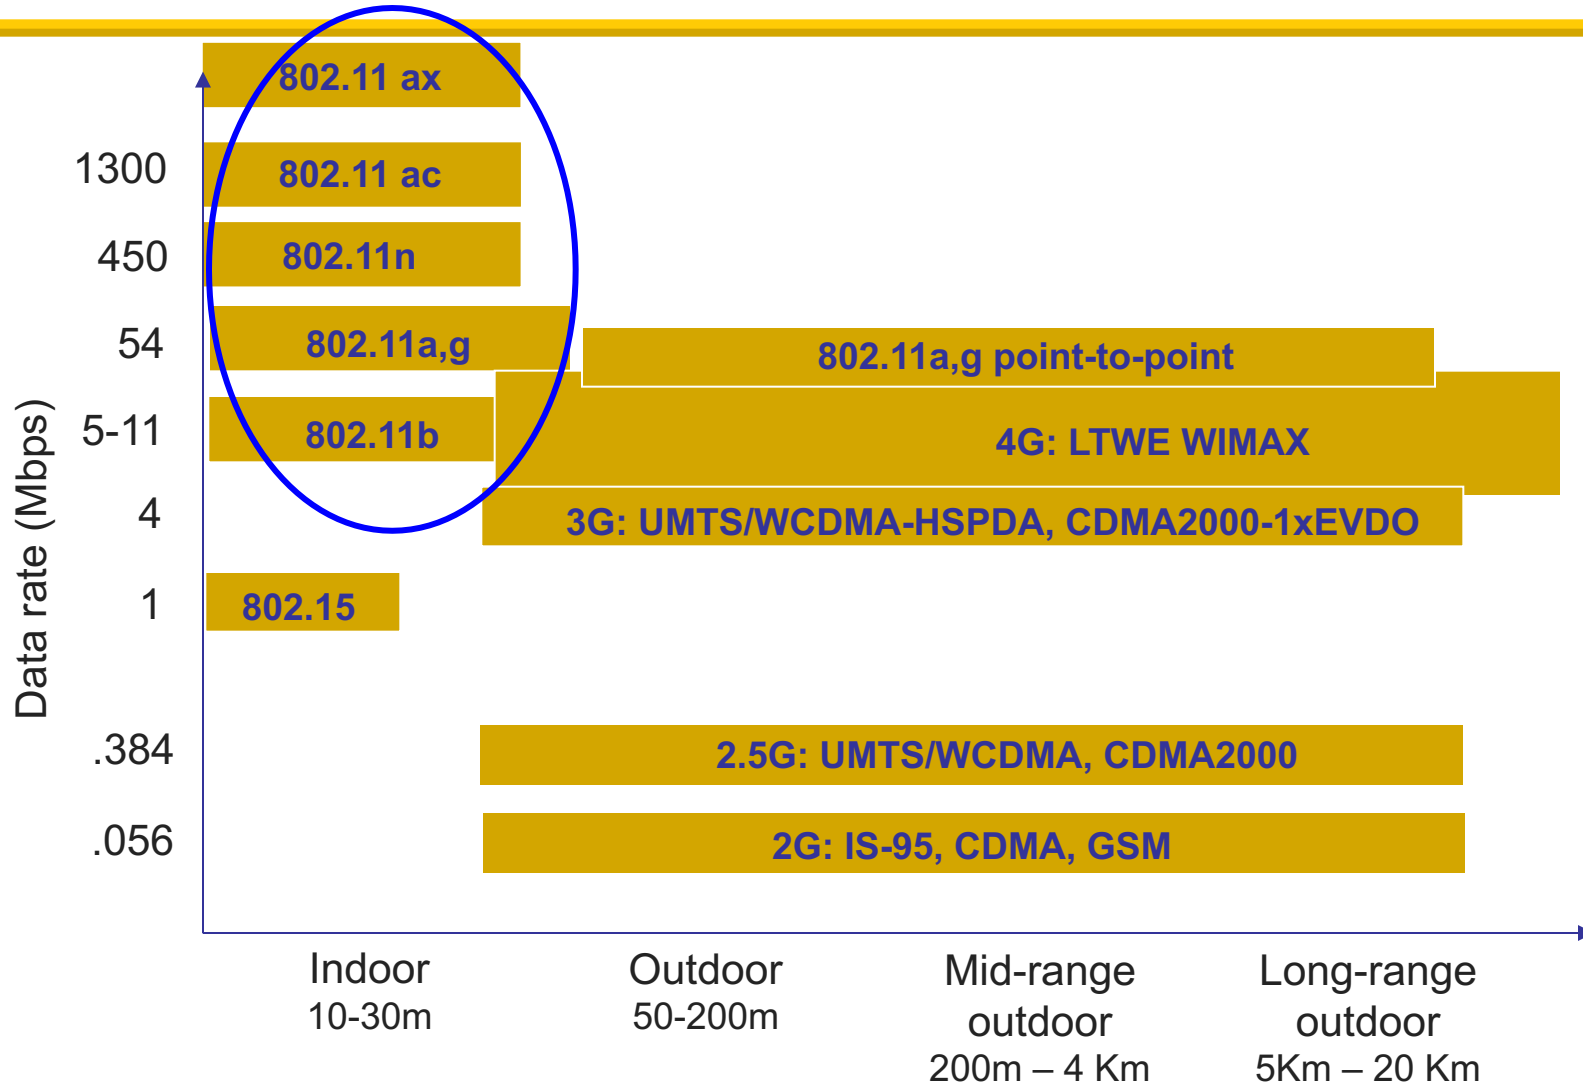 802.11 ax
1300
802.11 ac
450
802.11n
54
802.11a,g
802.11a,g point-to-point
5-11
802.11b
4G: LTWE WIMAX
4
3G: UMTS/WCDMA-HSPDA, CDMA2000-1xEVDO
1
802.15
Data rate (Mbps)
.384
2.5G: UMTS/WCDMA, CDMA2000
.056
2G: IS-95, CDMA, GSM
Indoor
10-30m
Outdoor
50-200m
Mid-range
outdoor
200m – 4 Km
Long-range
outdoor
5Km – 20 Km